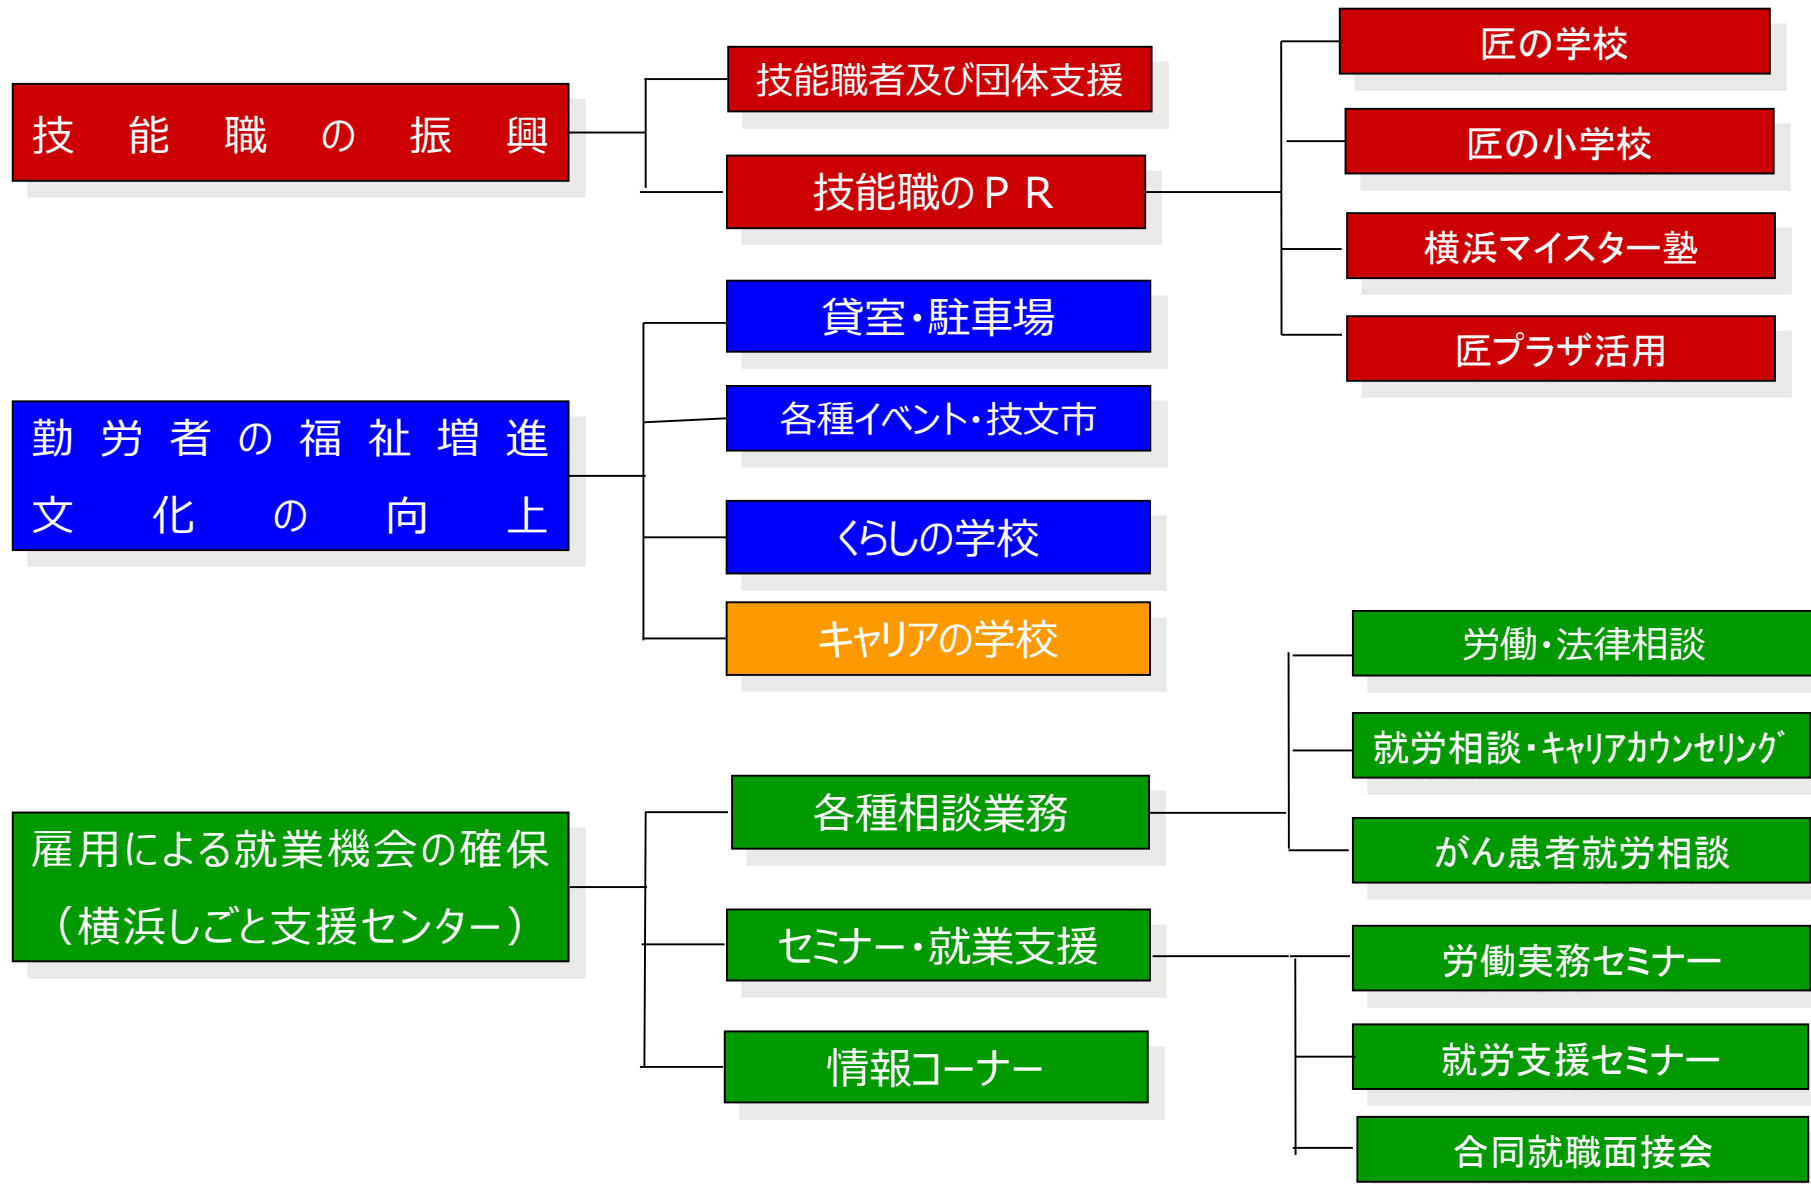 技能職の振興
技能職者及び団体支援
技能職のＰＲ
匠の学校
匠の小学校
横浜マイスター塾
匠プラザ活用
勤労者の福祉増進
文化の向上
貸室・駐車場
各種イベント・技文市
くらしの学校
キャリアの学校
雇用による就業機会の確保
（横浜しごと支援センター）
各種相談業務
労働・法律相談
就労相談・ｷｬﾘｱｶｳﾝｾﾘﾝｸﾞ
がん患者就労相談
セミナー・就業支援
労働実務セミナー
就労支援セミナー
合同就職面接会
情報コーナー